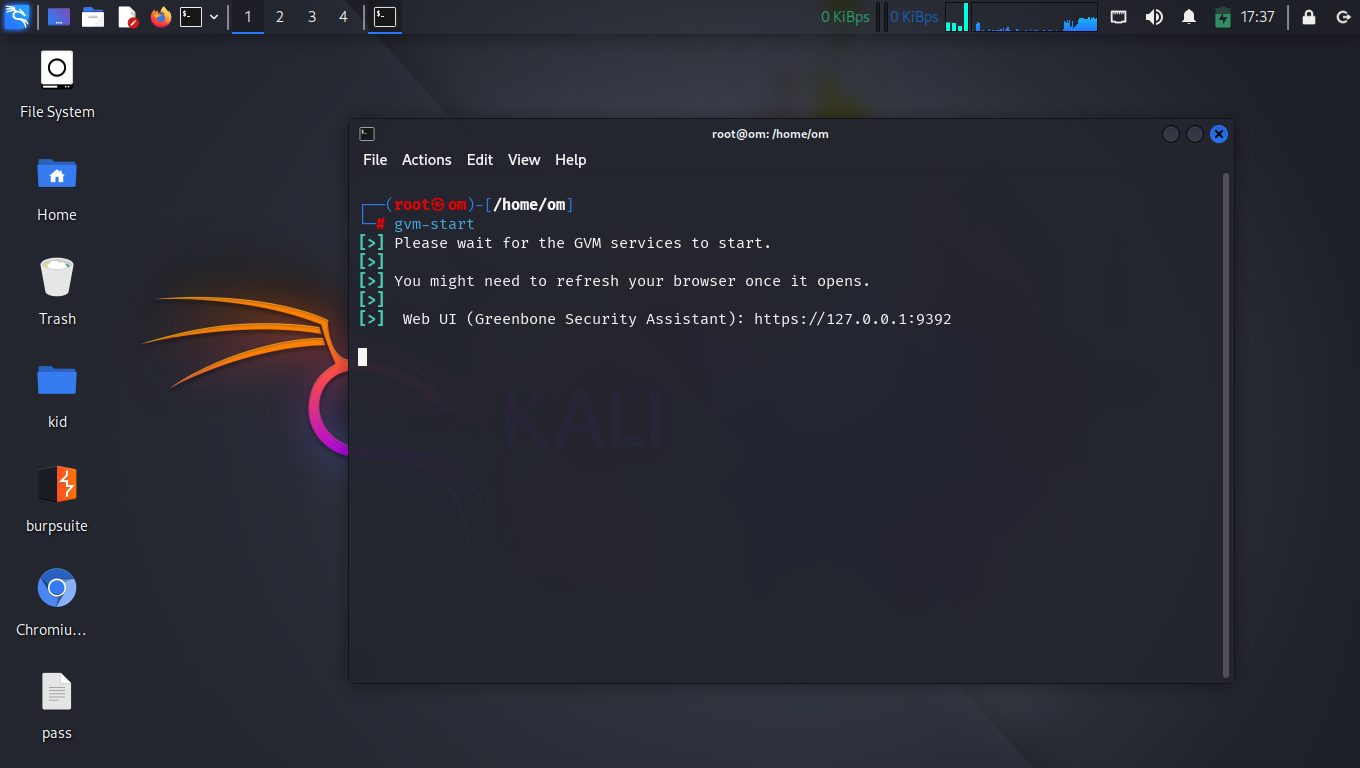 1 2 3 4 0 KiBps 0 KiBps 17:37
File System
Home
Trash
kid
burpsuite
Chromiu…
pass
root@om: /home/om
File Actions Edit View Help
┌──(root㉿om)-[/home/om]
└─# gvm-start
[>] Please wait for the GVM services to start.
[>]
[>] You might need to refresh your browser once it opens.
[>]
[>]  Web UI (Greenbone Security Assistant): https://127.0.0.1:9392
KALI